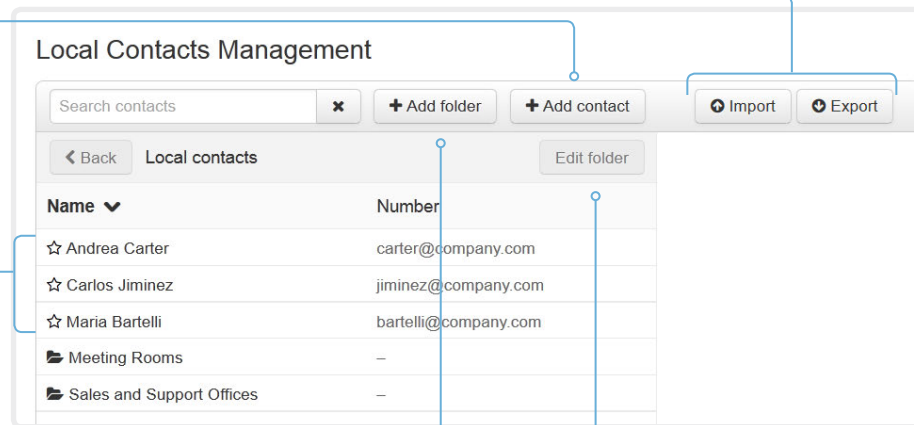 Local Contacts Management
Search contacts
Add folder
Add contact
Import
Export
Back
Local contacts
Edit folder
Name
Number
Andrea Carter
carter@company.com
Carlos Jiminez
jiminez@company.com
Maria Bartelli
bartelli@company.com
Meeting Rooms
–
Sales and Support Offices
–